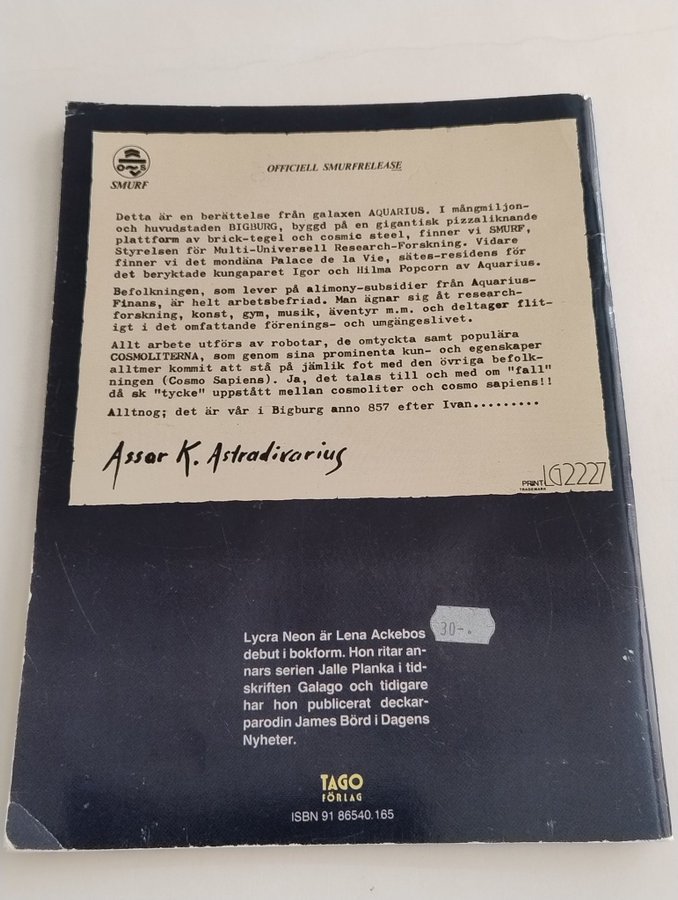 O S
SMURF
OFFICIELL SMURFRELEASE
Detta är en berättelse från galaxen AQUARIUS. I mångmiljon-
och huvudstaden BIGBURG, byggd på en gigantisk pizzaliknande
plattform av brick-tegel och cosmic steel, finner vi SMURF,
Styrelsen för Multi-Universell Research-Forskning. Vidare
finner vi det mondäna Palace de la Vie, sätes-residens för
det beryktade kungaparet Igor och Hilma Popcorn av Aquarius.
Befolkningen, som lever på alimony-subsidier från Aquarius-
Finans, är helt arbetsbefriad. Man ägnar sig åt research-
forskning, konst, gym, musik, äventyr m.m. och deltager flit-
igt i det omfattande förenings- och umgängeslivet.
Allt arbete utförs av robotar, de omtyckta samt populära
COSMOLITERNA, som genom sina prominenta kun- och egenskaper
alltmer kommit att stå på jämlik fot med den övriga befolk-
ningen (Cosmo Sapiens). Ja, det talas till och med om "fall"
då sk "tycke" uppstått mellan cosmoliter och cosmo sapiens!!
Alltnog; det är vår i Bigburg anno 857 efter Ivan.........
Assar K. Astradivarius
PRINT LG2227
TRADEMARK
30-.
Lycra Neon är Lena Ackebos
debut i bokform. Hon ritar an-
nars serien Jalle Planka i tid-
skriften Galago och tidigare
har hon publicerat deckar-
parodin James Börd i Dagens
Nyheter.
TAGO
FÖRLAG
ISBN 91 86540.165